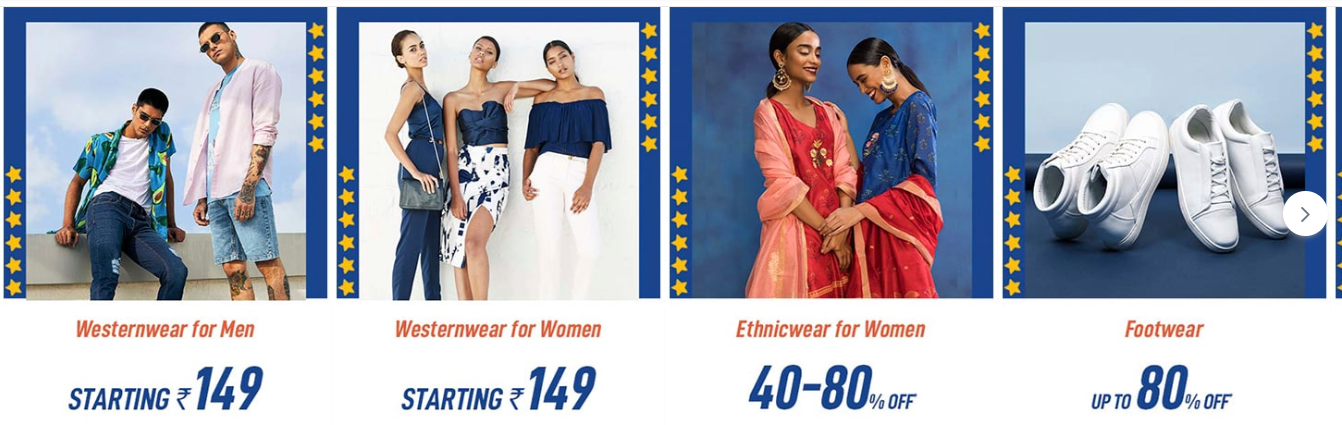 Westernwear for Men
STARTING ₹149
Westernwear for Women
STARTING ₹149
Ethnicwear for Women
40-80% OFF
Footwear
UP TO 80% OFF